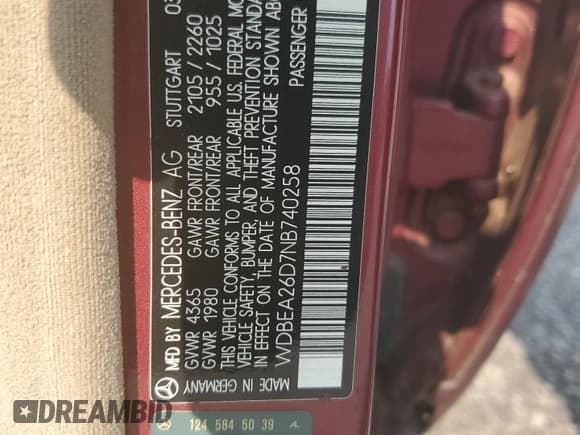 MFD BY MERCEDES-BENZ AG STUTTGART 03
GVWR 4365 GAWR FRONT/REAR 2105 / 2260
GVWR 1980 GAWR FRONT/REAR 955 / 1025
THIS VEHICLE CONFORMS TO ALL APPLICABLE U.S. FEDERAL MO
VEHICLE SAFETY, BUMPER, AND THEFT PREVENTION STANDA
IN EFFECT ON THE DATE OF MANUFACTURE SHOWN ABO
WDBEA26D7NB740258 PASSENGER
MADE IN GERMANY
124 584 50 39
DREAMBID